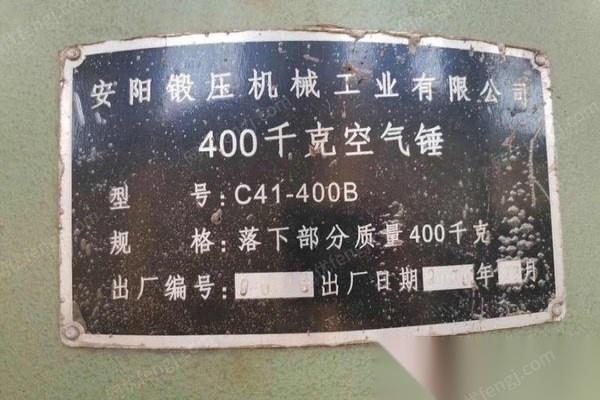 安阳锻压机械工业有限公司
400千克空气锤
型 号:C41-400B
规 格:落下部分质量400千克
出厂编号: 出厂日期 年 月